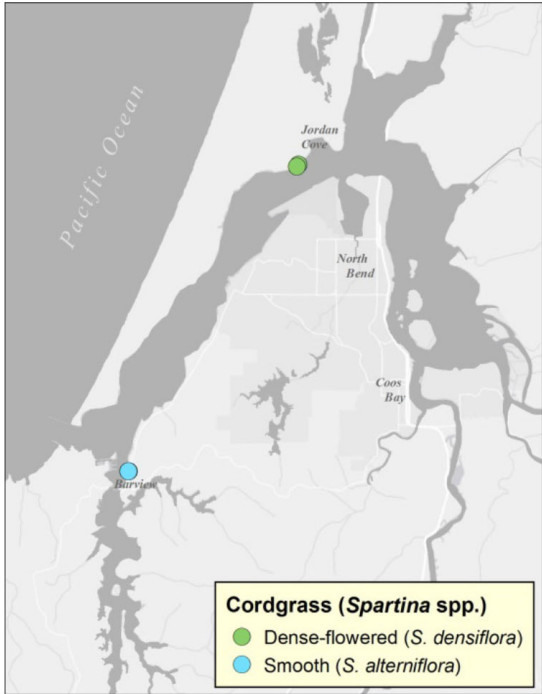 Pacific Ocean
Jordan
Cove
North
Bend
Coos
Bay
Barview
Cordgrass (Spartina spp.)
Dense-flowered (S. densiflora)
Smooth (S. alterniflora)